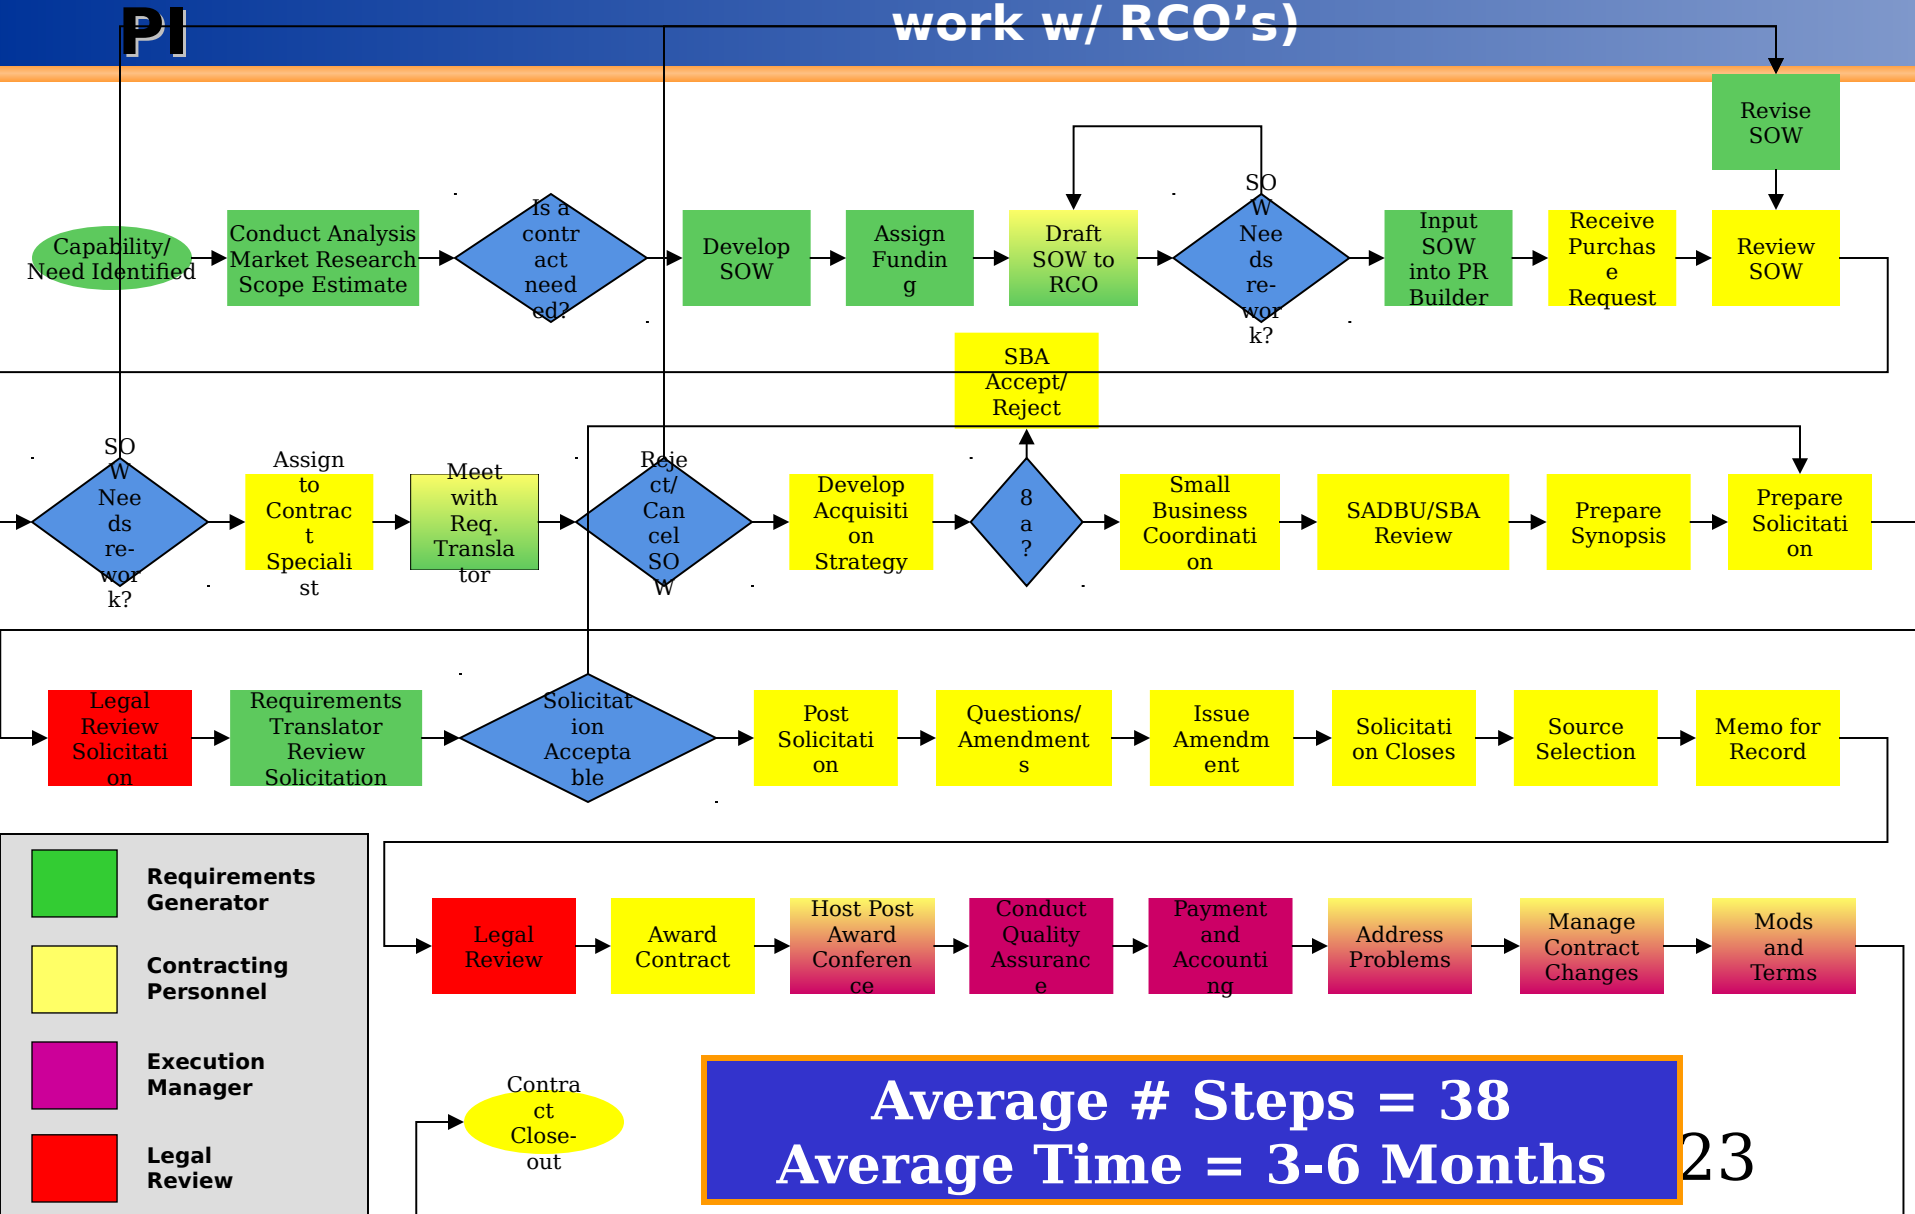 PI
work w/ RCO's)
Revise
SOW
Capability/
Need Identified
Conduct Analysis
Market Research
Scope Estimate
Is a
contr
act
need
ed?
Develop
SOW
Assign
Fundin
g
Draft
SOW to
RCO
SO
W
Nee
ds
re-
wor
k?
Input
SOW
into PR
Builder
Receive
Purchas
e
Request
Review
SOW
SBA
Accept/
Reject
SO
W
Nee
ds
re-
wor
k?
Assign
to
Contrac
t
Speciali
st
Meet
with
Req.
Transla
tor
Reje
ct/
Can
cel
SO
W
Develop
Acquisiti
on
Strategy
8
a
?
Small
Business
Coordinati
on
SADBU/SBA
Review
Prepare
Synopsis
Prepare
Solicitati
on
Legal
Review
Solicitati
on
Requirements
Translator
Review
Solicitation
Solicitat
ion
Accepta
ble
Post
Solicitati
on
Questions/
Amendment
s
Issue
Amendm
ent
Solicitati
on Closes
Source
Selection
Memo for
Record
Legal
Review
Award
Contract
Host Post
Award
Conferen
ce
Conduct
Quality
Assuranc
e
Payment
and
Accounti
ng
Address
Problems
Manage
Contract
Changes
Mods
and
Terms
Requirements
Generator
Contracting
Personnel
Execution
Manager
Legal
Review
Contra
ct
Close-
out
Average # Steps = 38
Average Time = 3-6 Months
23